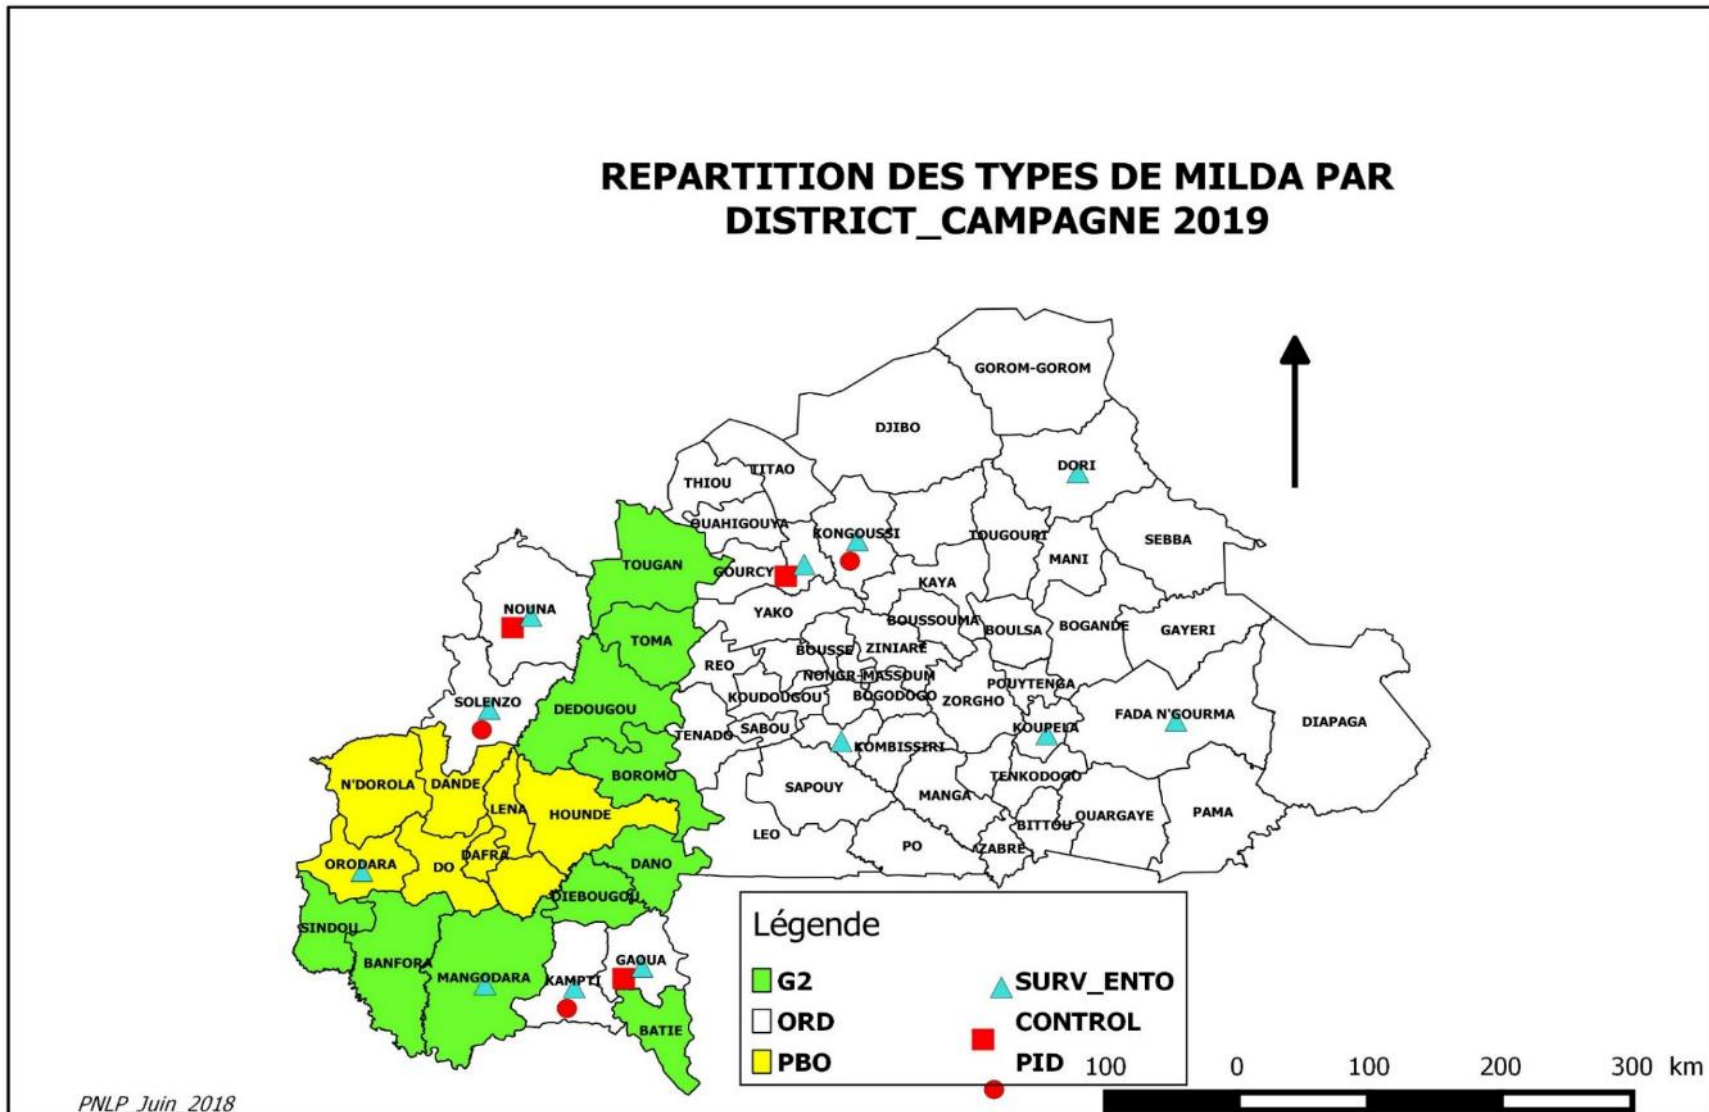 REPARTITION DES TYPES DE MILDA PAR
DISTRICT_CAMPAGNE 2019
GOROM-GOROM
DJIBO
DORI
TITAO
THIOU
OUAHIGOUYA
KONGOUSSI
TOUGOURI
SEBBA
MANI
TOUGAN
GOURCY
KAYA
NOUNA
YAKO
BOUSSOUMA
BOULSA
BOGANDE
GAYERI
TOMA
BOUSSE
ZINIARE
REO
NONGR-MASSOUM
POUYTENGA
SOLENZO
DEDOUGOU
KOUDOUGOU
BOGODOGO
ZORGHO
FADA N'GOURMA
DIAPAGA
TENADO
SABOU
KOUPELA
KOMBISSIRI
N'DOROLA
DANDE
BOROMO
TENKODOGO
LENA
HOUNDE
SAPOUY
MANGA
PAMA
OUARGAYE
BITTOU
LEO
PO
ZABRE
ORODARA
DO
DAFRA
DANO
DIEBOUGOU
SINDOU
BANFORA
MANGODARA
KAMPTI
GAOUA
BATIE
Légende
G2
ORD
PBO
SURV_ENTO
CONTROL
PID
100 0 100 200 300 km
PNLP_Juin_2018